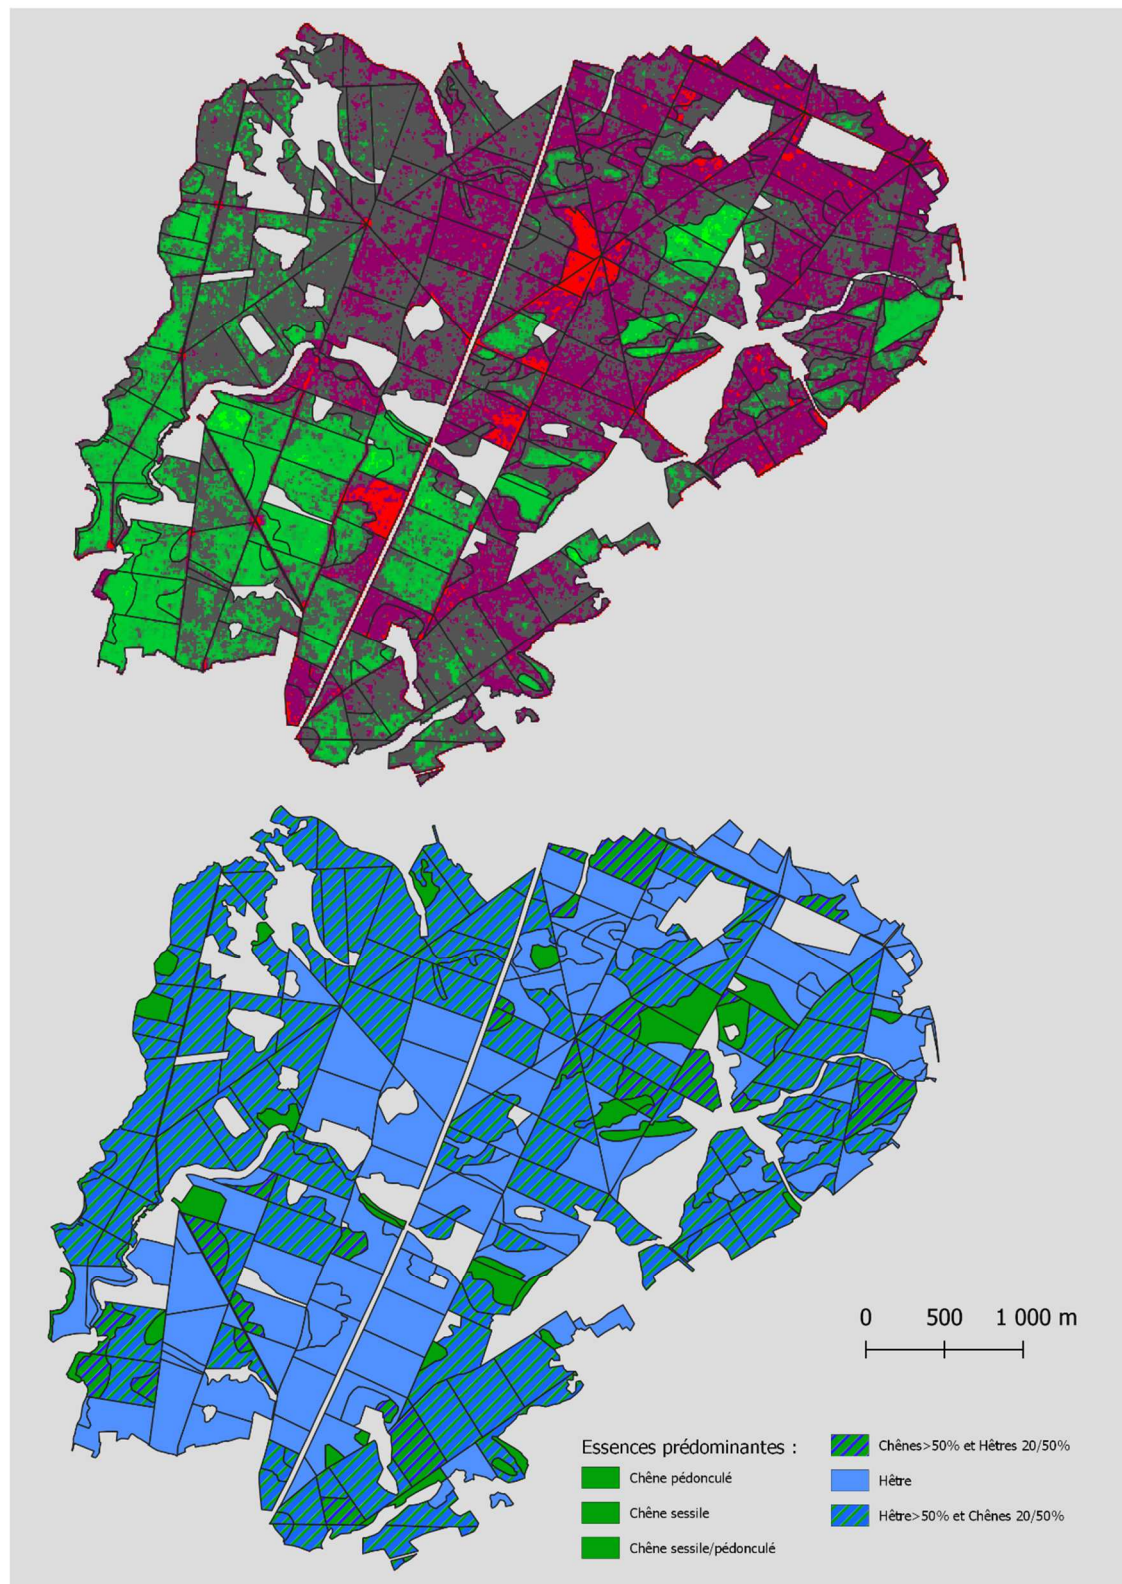 0 500 1 000 m
Essences prédominantes :
Chêne pédonculé
Chêne sessile
Chêne sessile/pédonculé
Chênes>50% et Hêtres 20/50%
Hêtre
Hêtre>50% et Chênes 20/50%